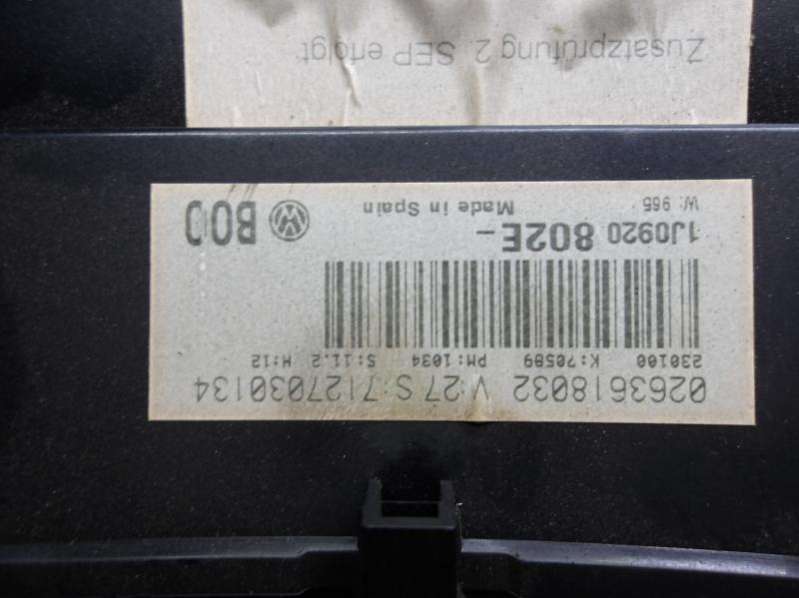 0263618032 V:27 S:7127030134
230100 K:70589 PM:1034 S:11.2 H:12
1J0920 802E-
B00
W: 965 Made in Spain
Zusatzprüfung 2. SEP erfolgt